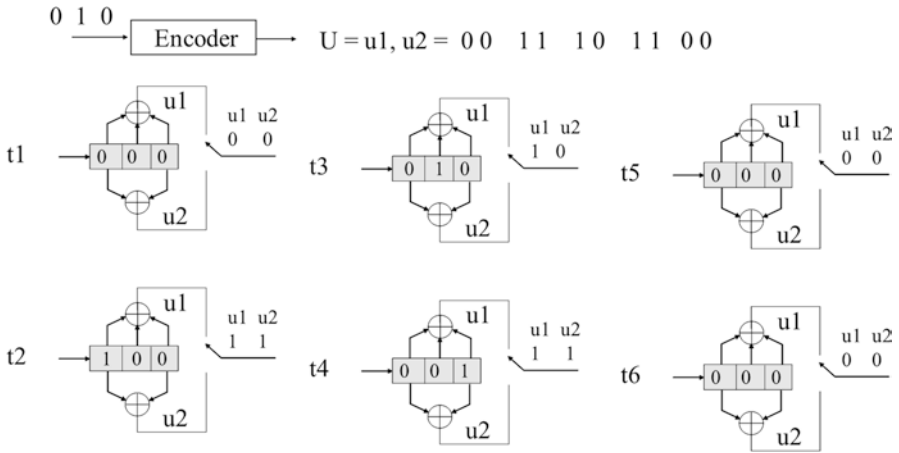 0 1 0
Encoder
U = u1, u2 = 0 0 1 1 1 0 1 1 0 0
t1
0 0 0
u1
u2
u1 u2
0 0
t3
0 1 0
u1
u2
u1 u2
1 0
t5
0 0 0
u1
u2
u1 u2
0 0
t2
1 0 0
u1
u2
u1 u2
1 1
t4
0 0 1
u1
u2
u1 u2
1 1
t6
0 0 0
u1
u2
u1 u2
0 0